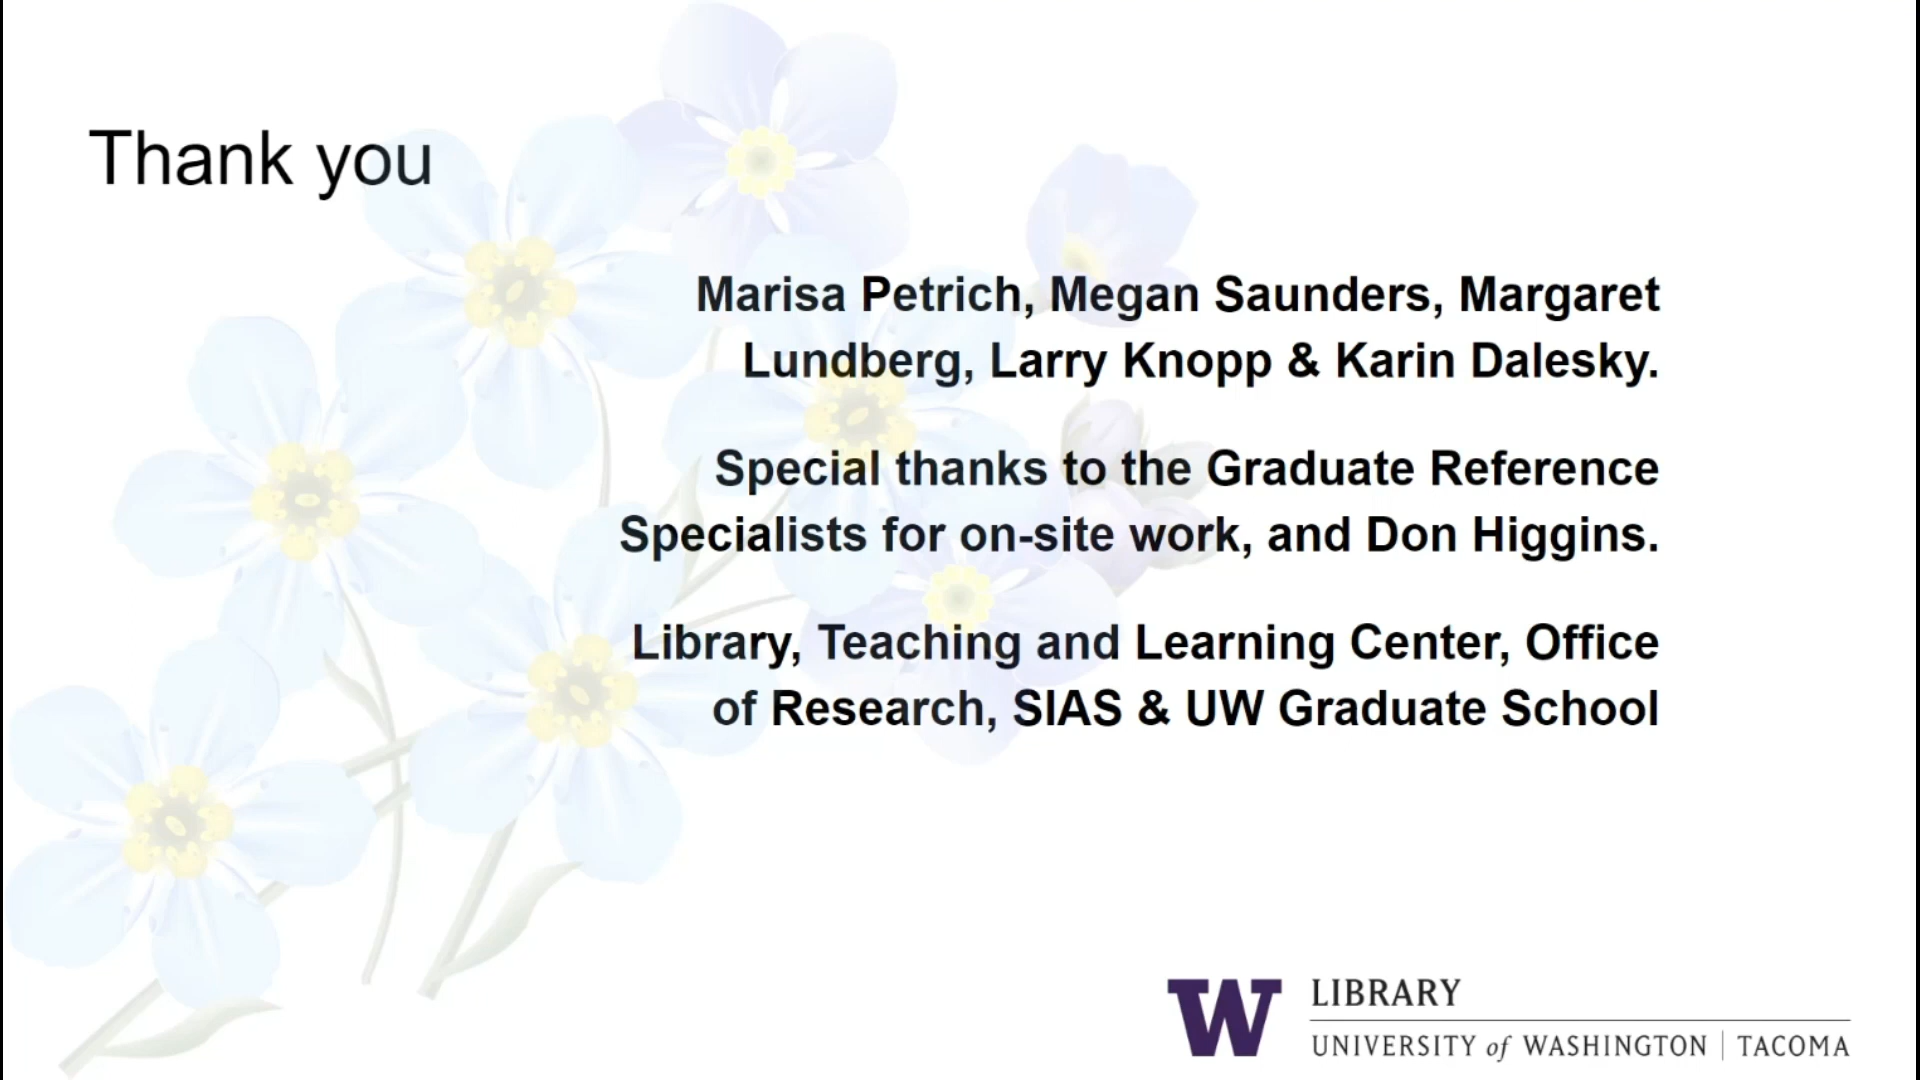 Thank you
Marisa Petrich, Megan Saunders, Margaret
Lundberg, Larry Knopp & Karin Dalesky.
Special thanks to the Graduate Reference
Specialists for on-site work, and Don Higgins.
Library, Teaching and Learning Center, Office
of Research, SIAS & UW Graduate School
W LIBRARY
UNIVERSITY of WASHINGTON | TACOMA